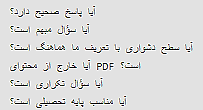 آیا پاسخ صحیح دارد؟
آیا سؤال مبهم است؟
آیا سطح دشواری با تعریف ما هماهنگ است؟
آیا خارج از محتوای PDF است؟
آیا سؤال تکراری است؟
آیا مناسب پایه تحصیلی است؟